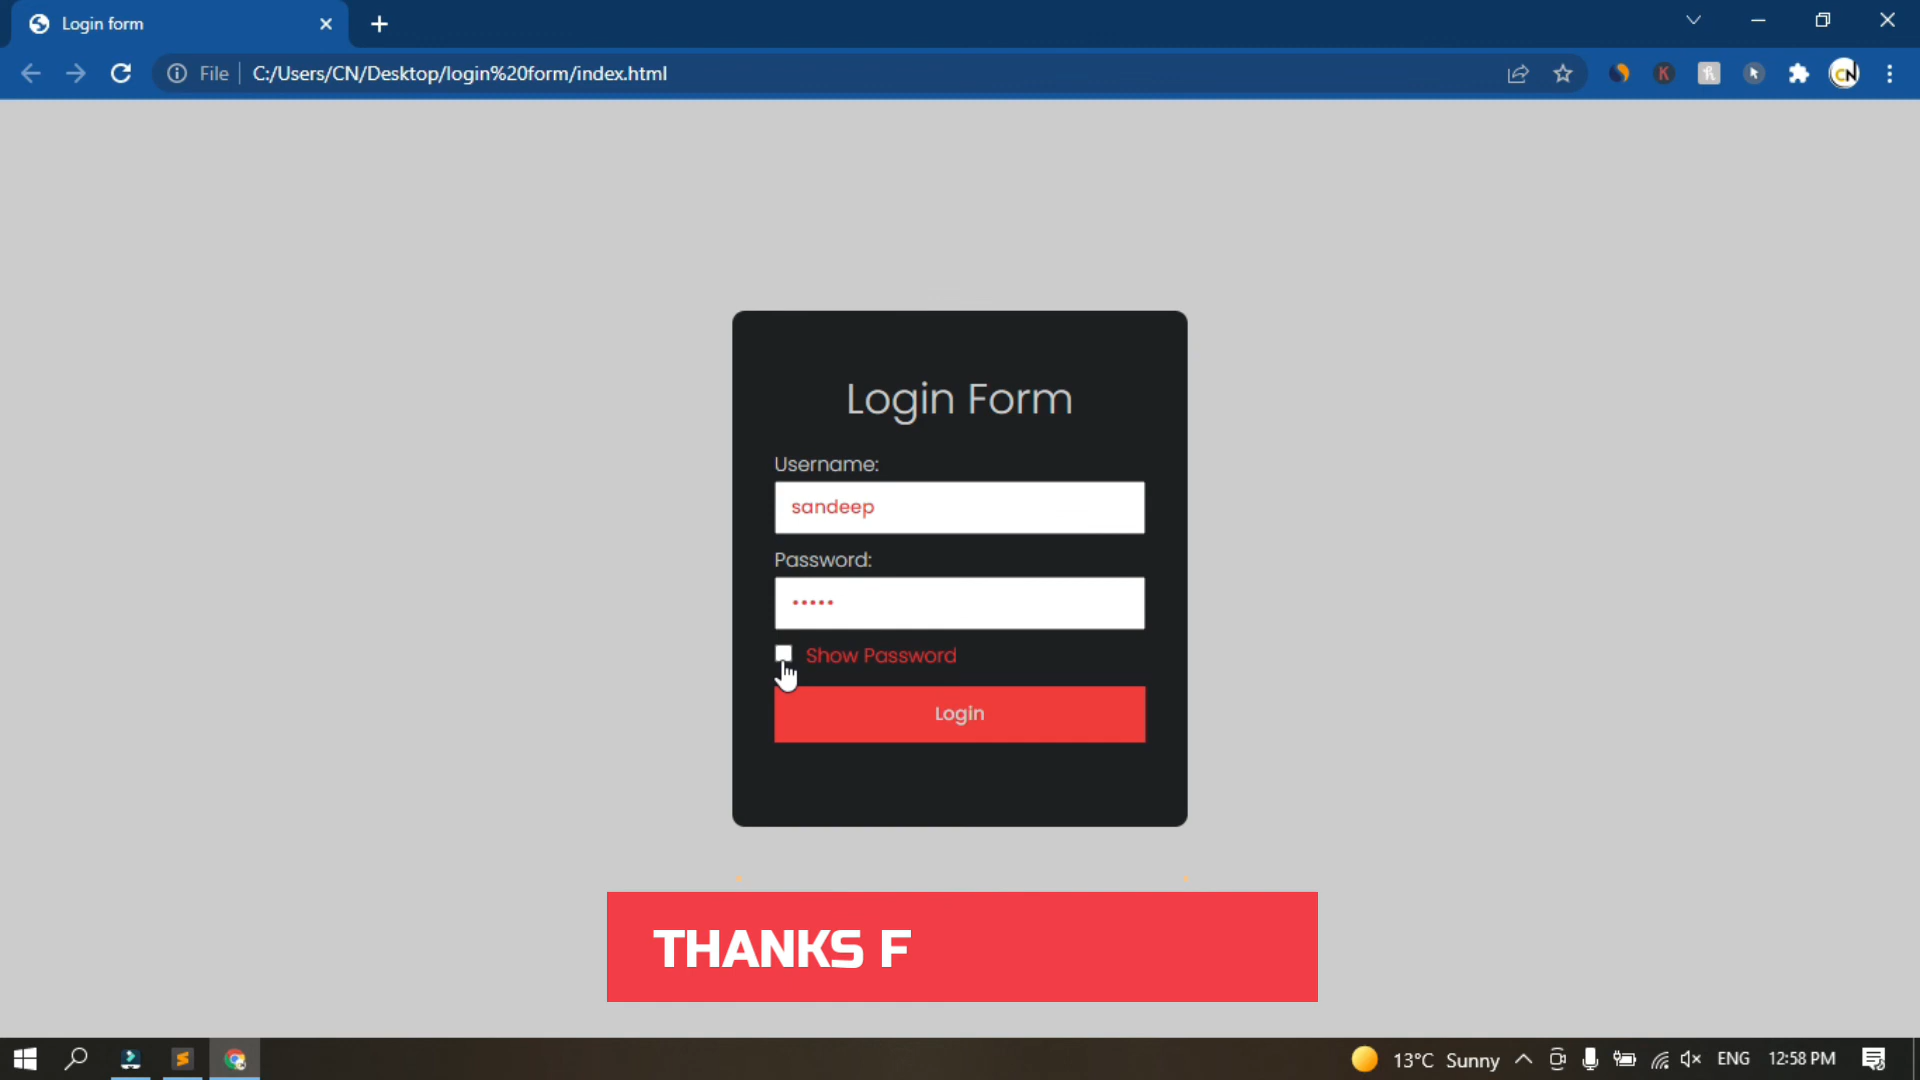 Login form
File C:/Users/CN/Desktop/login%20form/index.html
K
CN
Login Form
Username:
sandeep
Password:
•••••
Show Password
Login
THANKS F
13°C Sunny ENG 12:58 PM